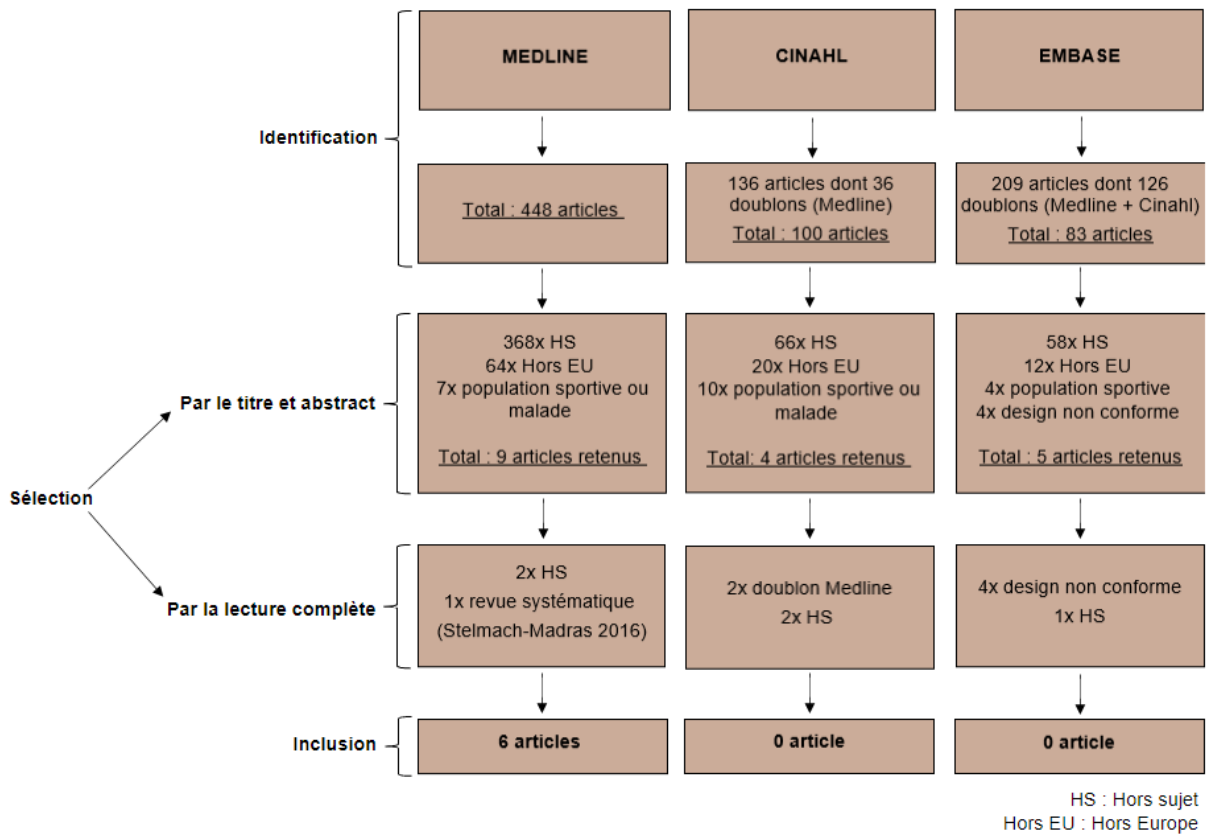 MEDLINE
CINAHL
EMBASE
Identification
Total : 448 articles
136 articles dont 36
doublons (Medline)
Total : 100 articles
209 articles dont 126
doublons (Medline + Cinahl)
Total : 83 articles
Sélection
Par le titre et abstract
368x HS
64x Hors EU
7x population sportive ou
malade
Total : 9 articles retenus
66x HS
20x Hors EU
10x population sportive ou
malade
Total: 4 articles retenus
58x HS
12x Hors EU
4x population sportive
4x design non conforme
Total : 5 articles retenus
Par la lecture complète
2x HS
1x revue systématique
(Stelmach-Madras 2016)
2x doublon Medline
2x HS
4x design non conforme
1x HS
Inclusion
6 articles
0 article
0 article
HS : Hors sujet
Hors EU : Hors Europe